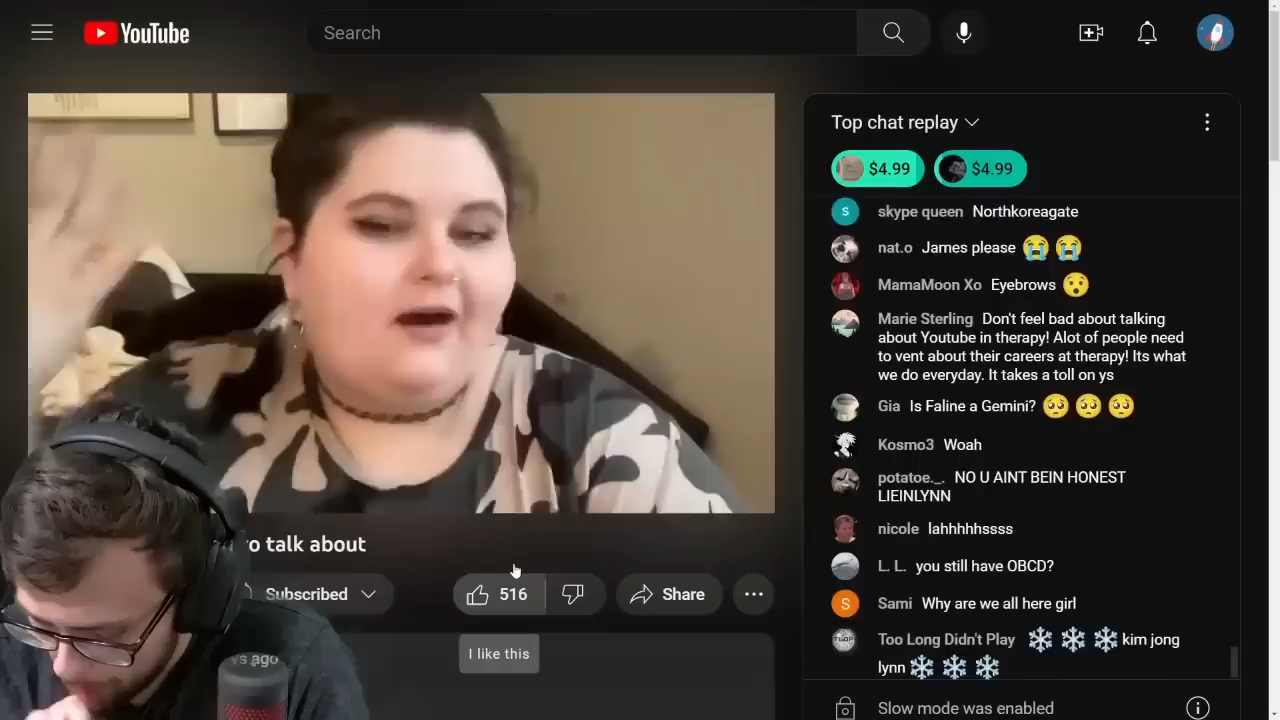 YouTube
Search
Top chat replay
$4.99 $4.99
skype queen Northkoreagate
nat.o James please 😭 😭
MamaMoon Xo Eyebrows 😯
Marie Sterling Don't feel bad about talking
about Youtube in therapy! Alot of people need
to vent about their careers at therapy! Its what
we do everyday. It takes a toll on ys
Gia Is Faline a Gemini? 🥺 🥺 🥺
Kosmo3 Woah
potatoe._. NO U AINT BEIN HONEST
LIEINLYNN
nicole lahhhhssss
L. L. you still have OBCD?
S
Sami Why are we all here girl
Too Long Didn't Play ❄️ ❄️ ❄️ kim jong
lynn ❄️ ❄️ ❄️
Slow mode was enabled
to talk about
Subscribed
516
Share
I like this
ago